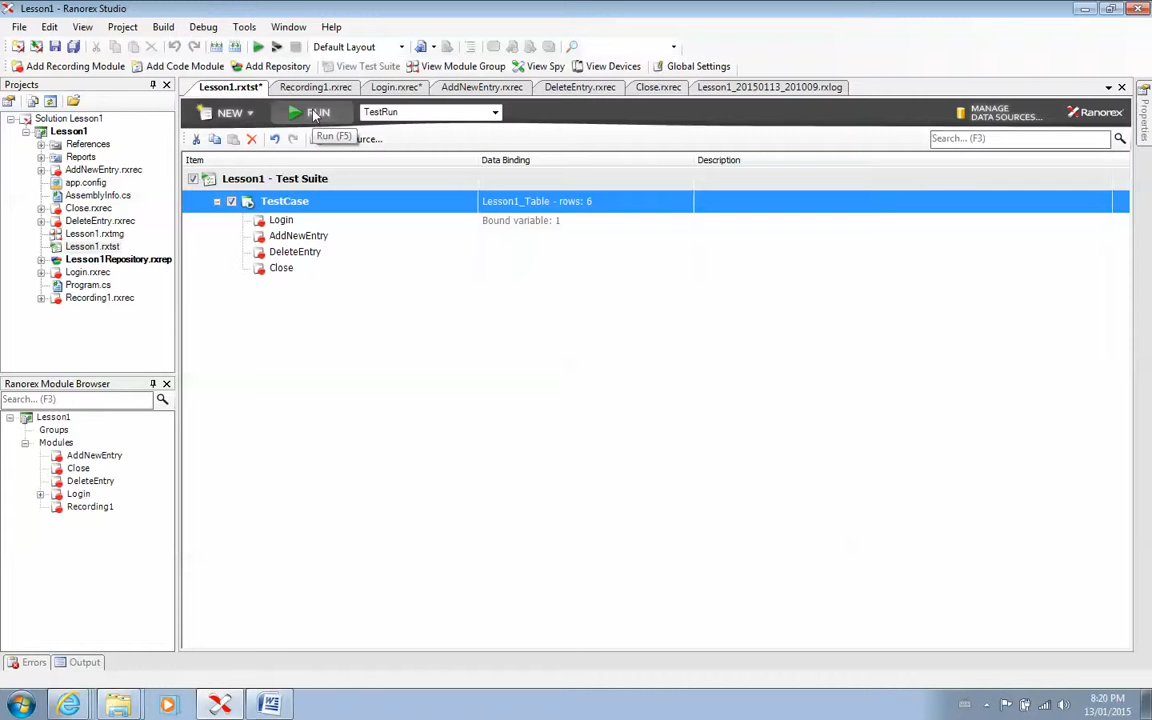 Lesson1 - Ranorex Studio
File Edit View Project Build Debug Tools Window Help
Default Layout
Add Recording Module Add Code Module Add Repository View Test Suite View Module Group View Spy View Devices Global Settings
Projects
Solution Lesson1
Lesson1
References
Reports
AddNewEntry.rxrec
app.config
AssemblyInfo.cs
Close.rxrec
DeleteEntry.rxrec
Lesson1.rxtmg
Lesson1.rxtst
Lesson1Repository.rxrep
Login.rxrec
Program.cs
Recording1.rxrec
Ranorex Module Browser
Search... (F3)
Lesson1
Groups
Modules
AddNewEntry
Close
DeleteEntry
Login
Recording1
Errors Output
Lesson1.rxtst* Recording1.rxrec Login.rxrec* AddNewEntry.rxrec DeleteEntry.rxrec Close.rxrec Lesson1_20150113_201009.rxlog
NEW RUN TestRun MANAGE DATA SOURCES... Ranorex
Run (F5)
urce... Search... (F3)
Item Data Binding Description
Lesson1 - Test Suite
TestCase Lesson1_Table - rows: 6
Login Bound variable: 1
AddNewEntry
DeleteEntry
Close
Properties
8:20 PM
13/01/2015